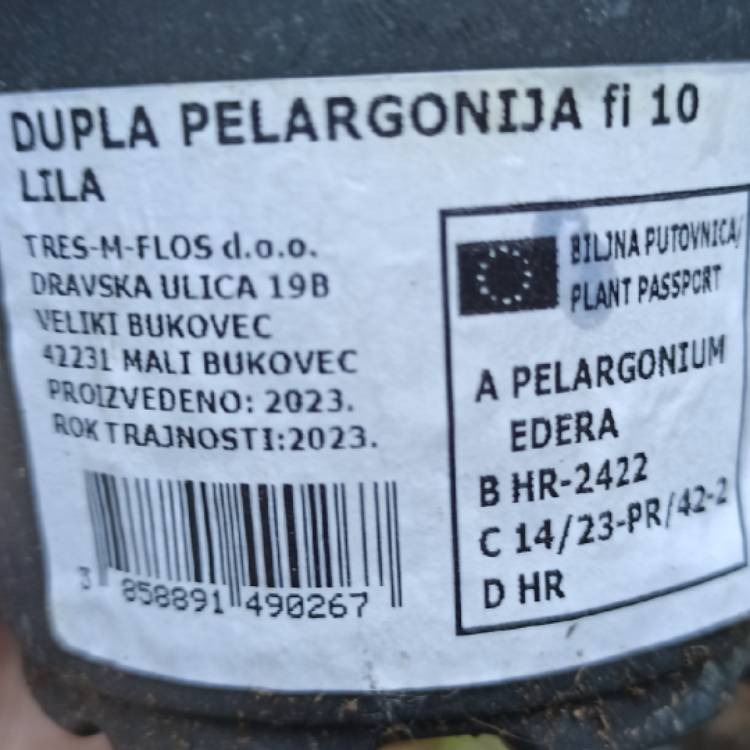 DUPLA PELARGONIJA fi 10
LILA
TRES-M-FLOS d.o.o.
DRAVSKA ULICA 19B
VELIKI BUKOVEC
42231 MALI BUKOVEC
PROIZVEDENO: 2023.
ROK TRAJNOSTI:2023.
3 858891 490267
BILJNA PUTOVNICA/
PLANT PASSPORT
A PELARGONIUM
EDERA
B HR-2422
C 14/23-PR/42-2
D HR